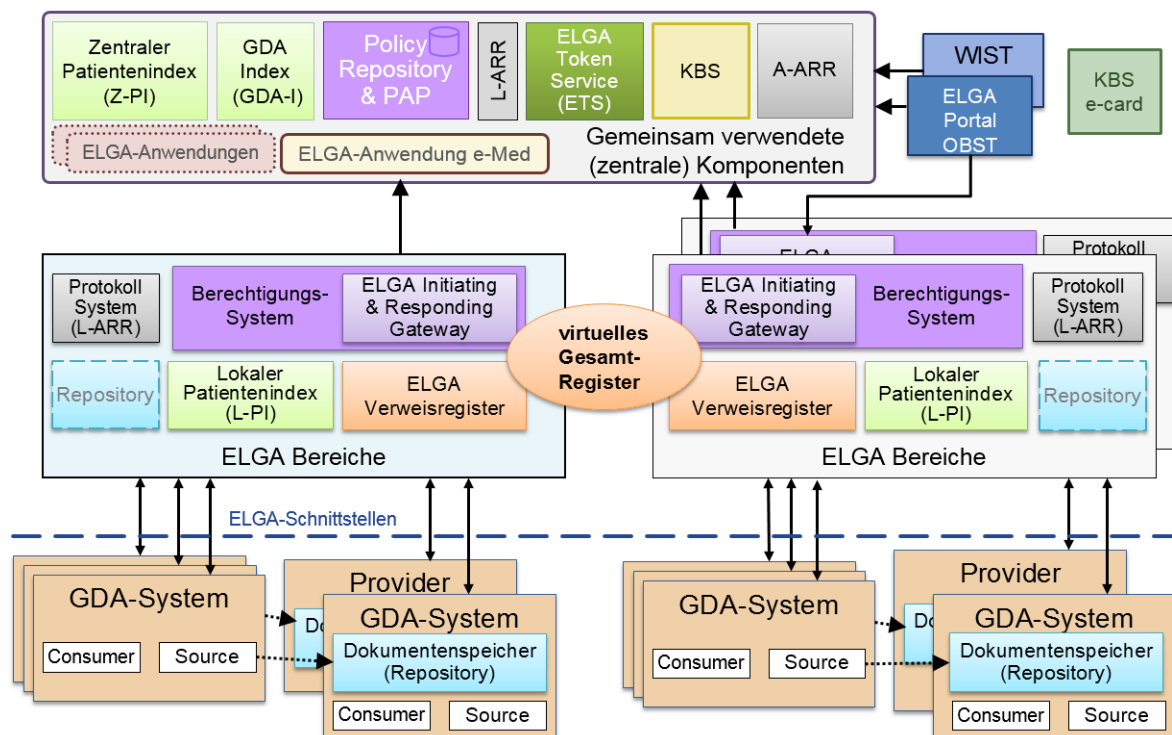 Zentraler
Patientenindex
(Z-PI)
GDA
Index
(GDA-I)
Policy
Repository
& PAP
L-ARR
ELGA
Token
Service
(ETS)
KBS
A-ARR
WIST
ELGA
Portal
OBST
KBS
e-card
ELGA-Anwendungen
ELGA-Anwendung e-Med
Gemeinsam verwendete
(zentrale) Komponenten
Protokoll
System
(L-ARR)
Berechtigungs-
System
ELGA Initiating
& Responding
Gateway
Repository
Lokaler
Patientenindex
(L-PI)
ELGA
Verweisregister
ELGA Bereiche
virtuelles
Gesamt-
Register
ELGA
Protokoll
ELGA Initiating
& Responding
Gateway
Berechtigungs-
System
Protokoll
System
(L-ARR)
ELGA
Verweisregister
Lokaler
Patientenindex
(L-PI)
Repository
ELGA Bereiche
ELGA-Schnittstellen
GDA-System
Consumer
Source
Provider
Do
GDA-System
Dokumentenspeicher
(Repository)
Consumer
Source
GDA-System
Consumer
Source
Provider
D
GDA-System
Dokumentenspeicher
(Repository)
Consumer
Source